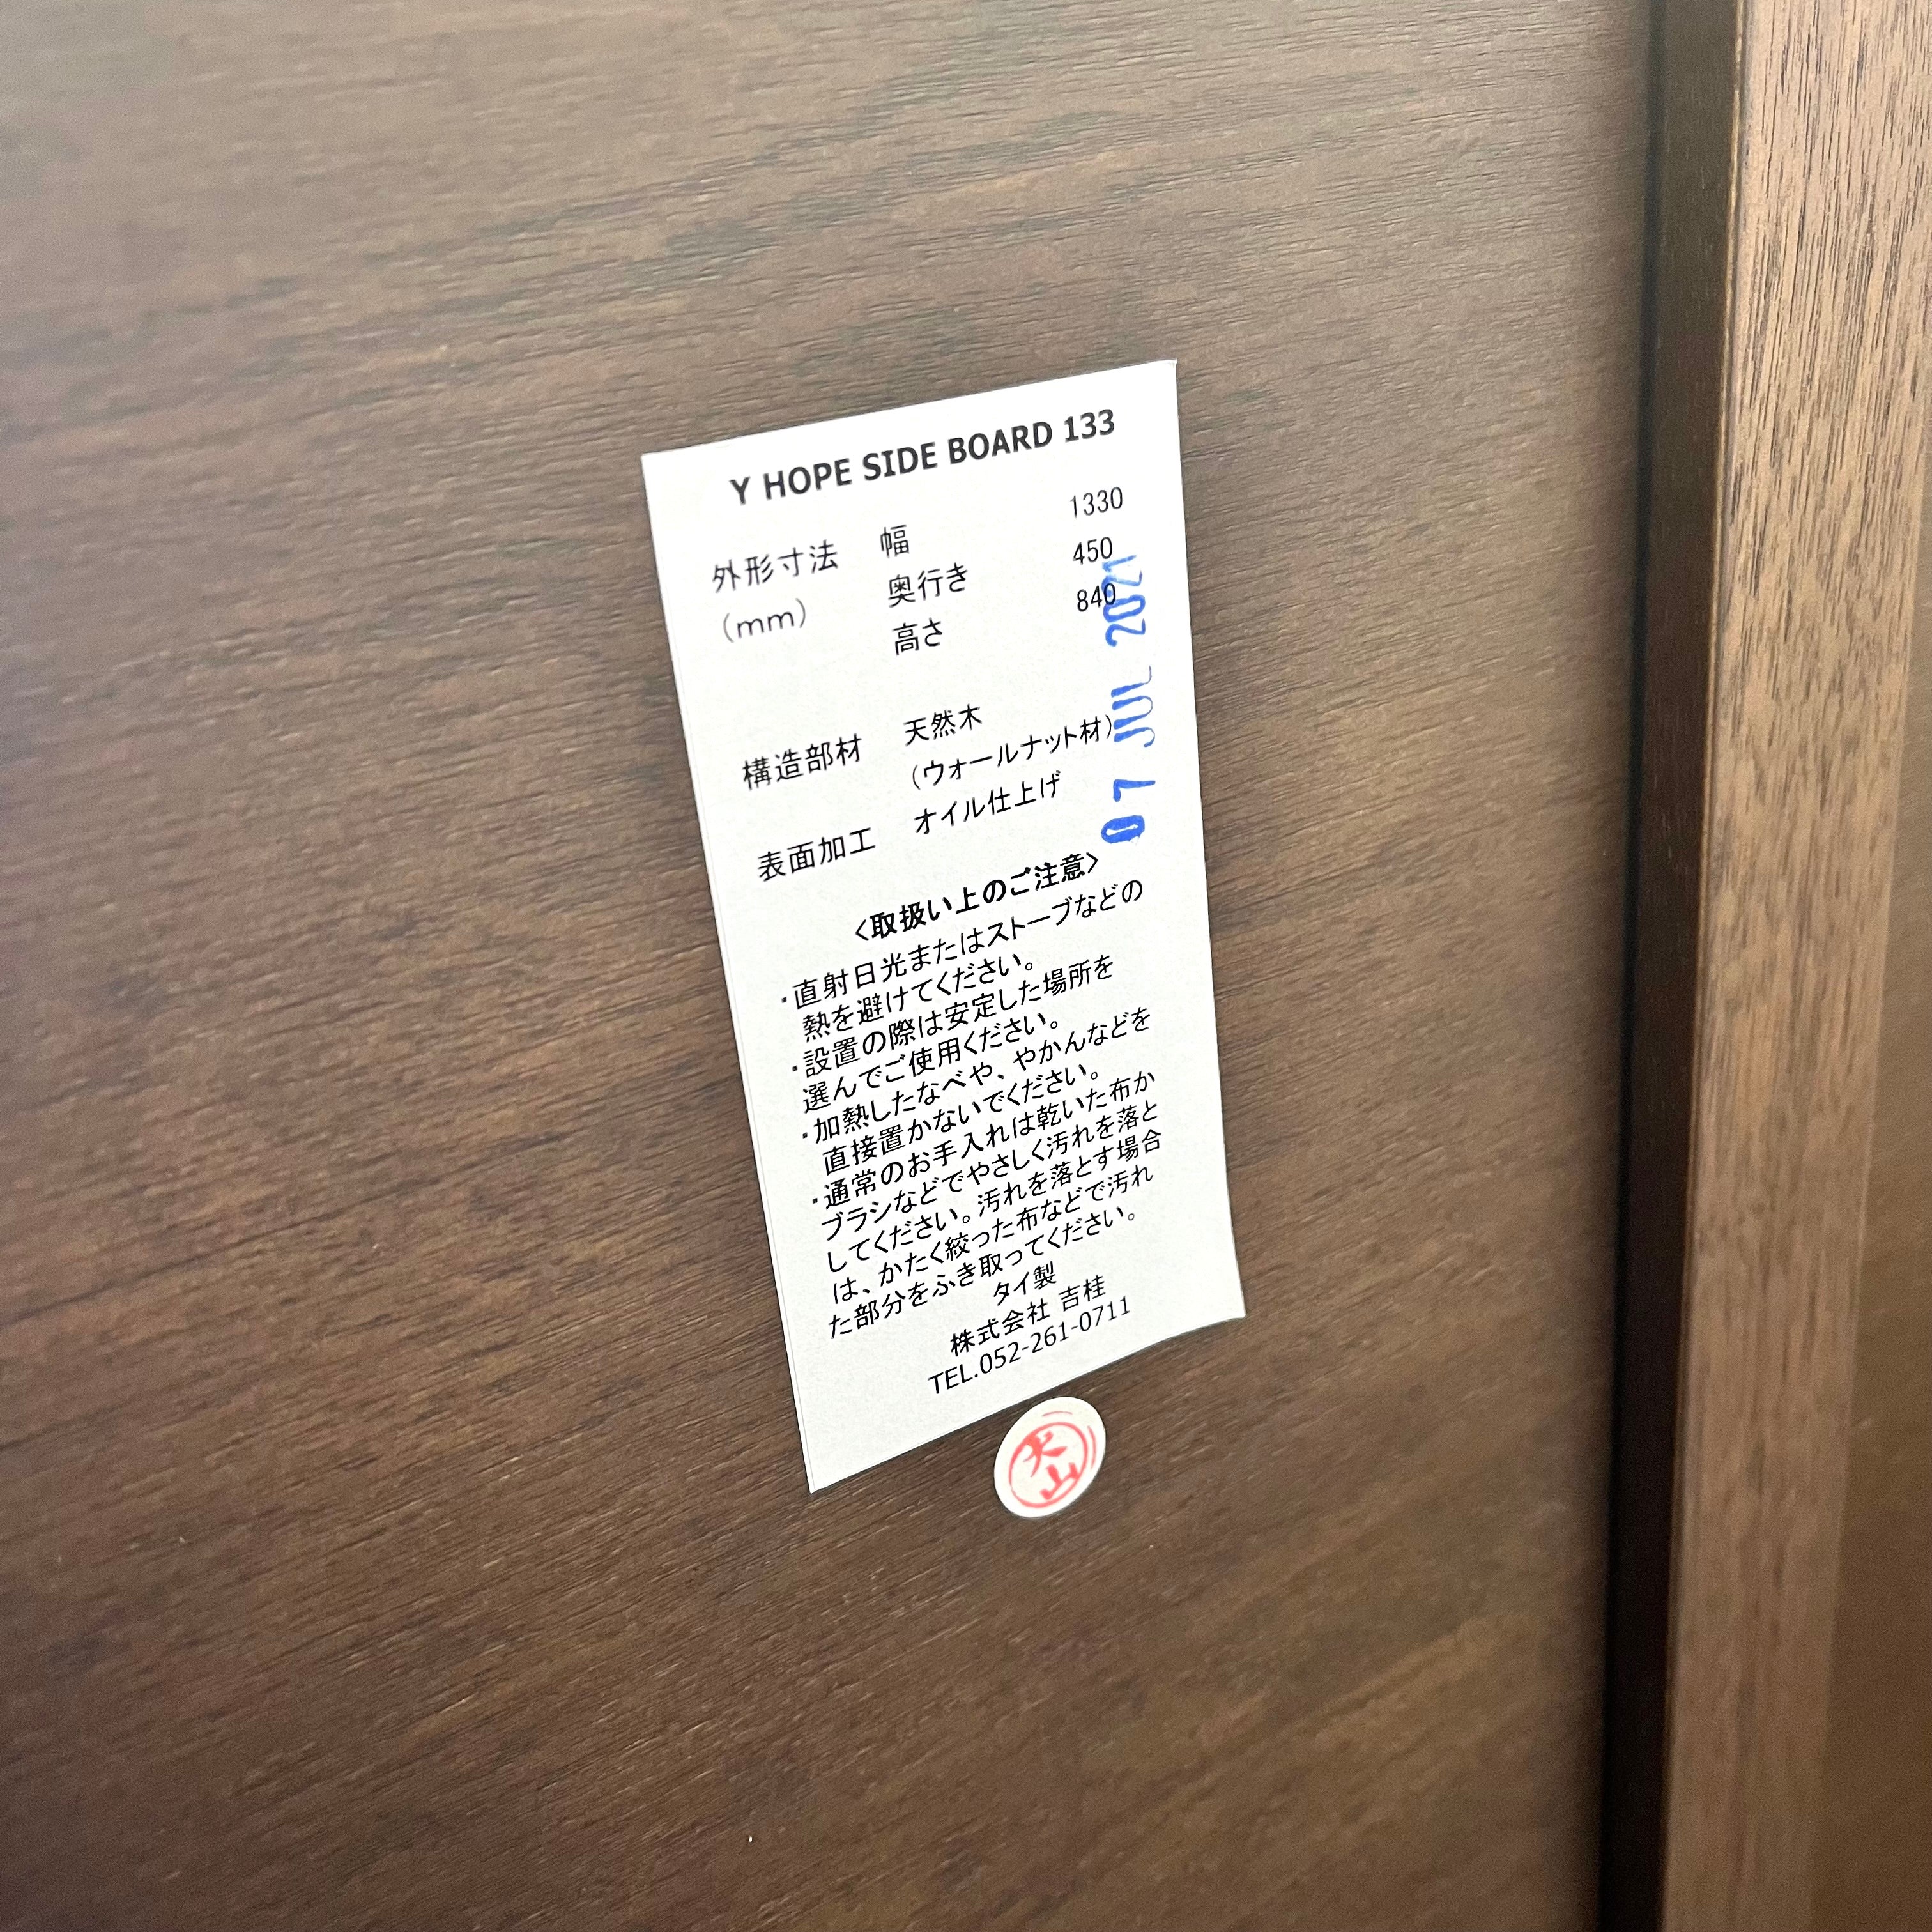 Y HOPE SIDE BOARD 133
外形寸法 幅 1330
(mm) 奥行き 450
高さ 840
構造部材 天然木
(ウォールナット材)
表面加工 オイル仕上げ
07 JUL 2021
<取扱い上のご注意>
・直射日光またはストーブなどの
熱を避けてください。
・設置の際は安定した場所を
選んでご使用ください。
・加熱したなべや、やかんなどを
直接置かないでください。
・通常のお手入れは乾いた布か
ブラシなどでやさしく汚れを落と
してください。汚れを落とす場合
は、かたく絞った布などで汚れ
た部分をふき取ってください。
タイ製
株式会社 吉桂
TEL.052-261-0711
犬山